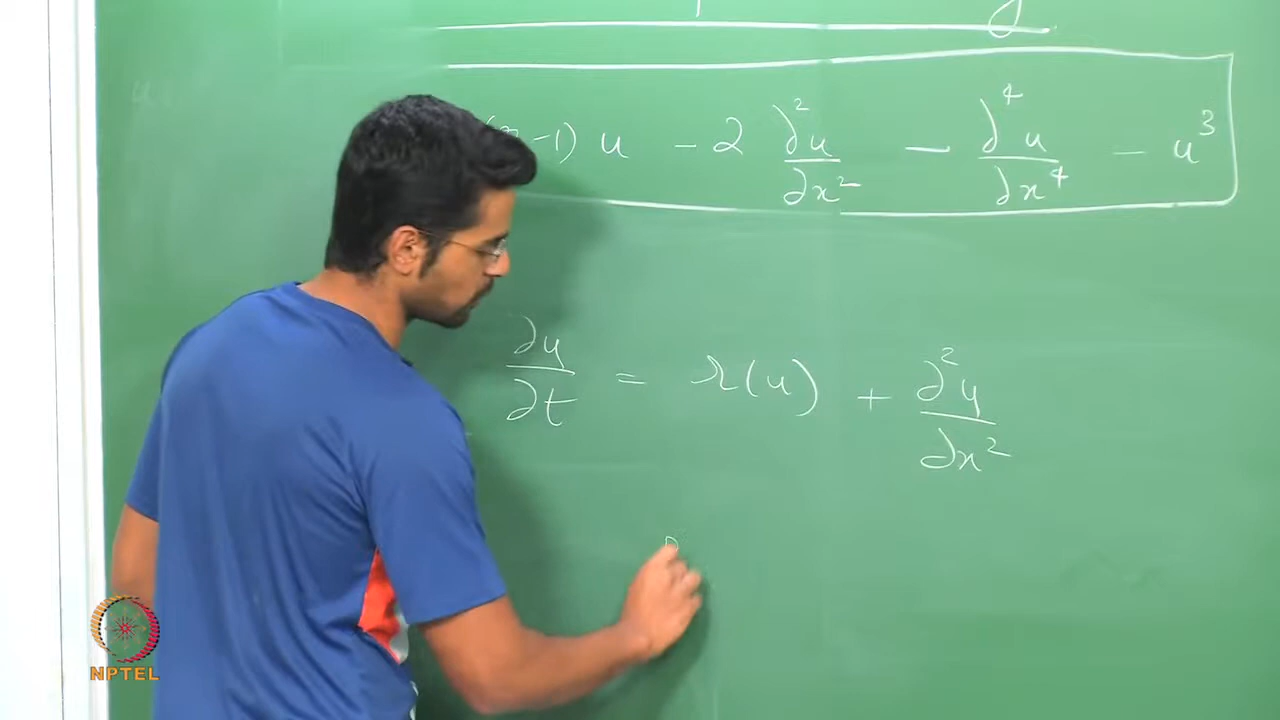 -1) u - 2 ∂²u/∂x² - ∂⁴u/∂x⁴ - u³
∂u/∂t = r(u) + ∂²u/∂x²
NPTEL